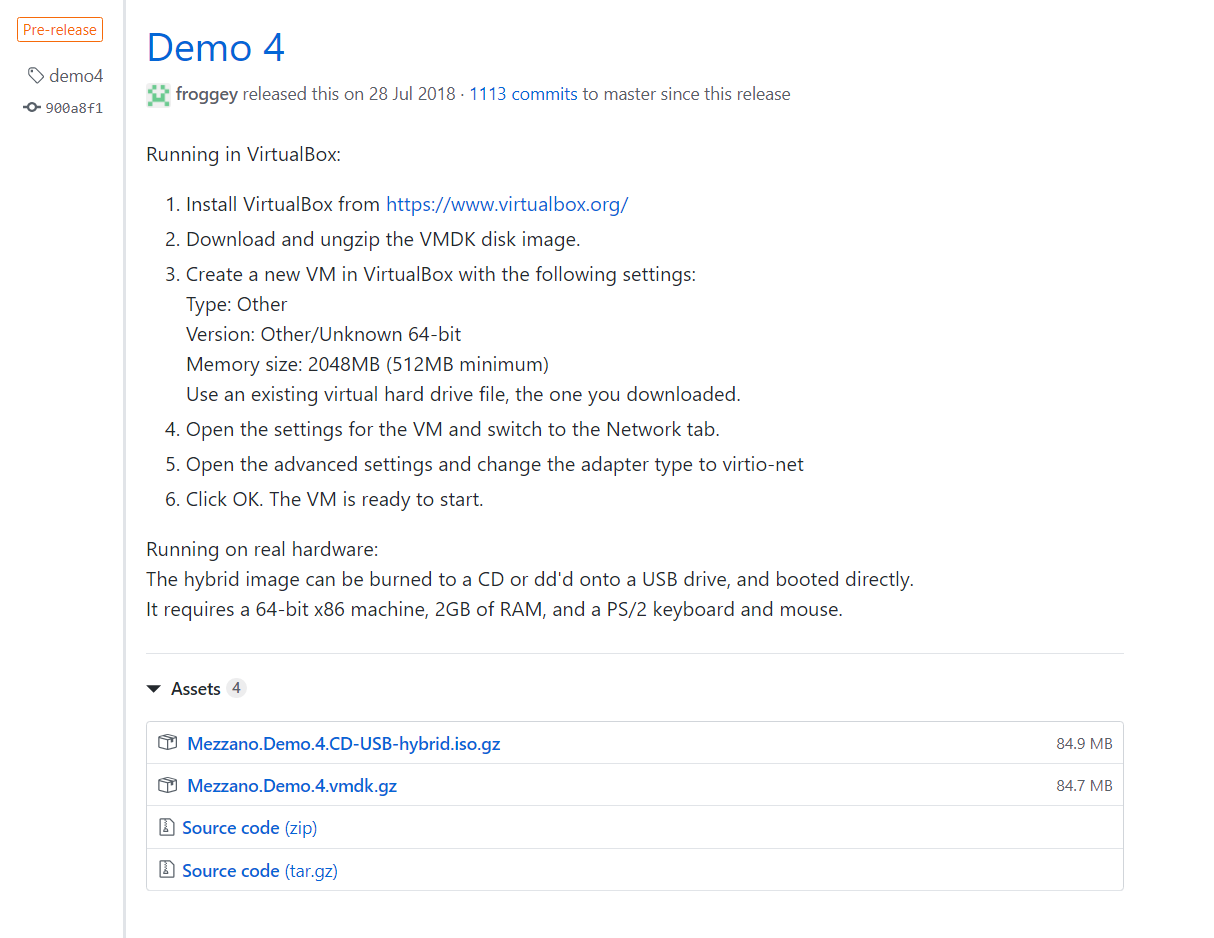 Pre-release
demo4
900a8f1
Demo 4
froggey released this on 28 Jul 2018 · 1113 commits to master since this release
Running in VirtualBox:
1. Install VirtualBox from https://www.virtualbox.org/
2. Download and ungzip the VMDK disk image.
3. Create a new VM in VirtualBox with the following settings:
Type: Other
Version: Other/Unknown 64-bit
Memory size: 2048MB (512MB minimum)
Use an existing virtual hard drive file, the one you downloaded.
4. Open the settings for the VM and switch to the Network tab.
5. Open the advanced settings and change the adapter type to virtio-net
6. Click OK. The VM is ready to start.
Running on real hardware:
The hybrid image can be burned to a CD or dd'd onto a USB drive, and booted directly.
It requires a 64-bit x86 machine, 2GB of RAM, and a PS/2 keyboard and mouse.
Assets 4
Mezzano.Demo.4.CD-USB-hybrid.iso.gz 84.9 MB
Mezzano.Demo.4.vmdk.gz 84.7 MB
Source code (zip)
Source code (tar.gz)